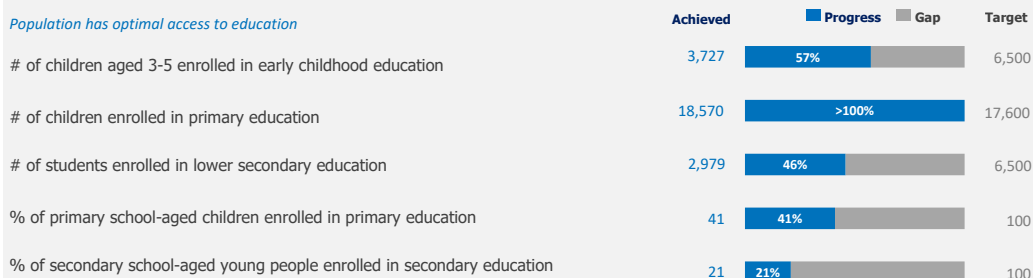 Population has optimal access to education Achieved Progress Gap Target
# of children aged 3-5 enrolled in early childhood education 3,727 57% 6,500
# of children enrolled in primary education 18,570 >100% 17,600
# of students enrolled in lower secondary education 2,979 46% 6,500
% of primary school-aged children enrolled in primary education 41 41% 100
% of secondary school-aged young people enrolled in secondary education 21 21% 100